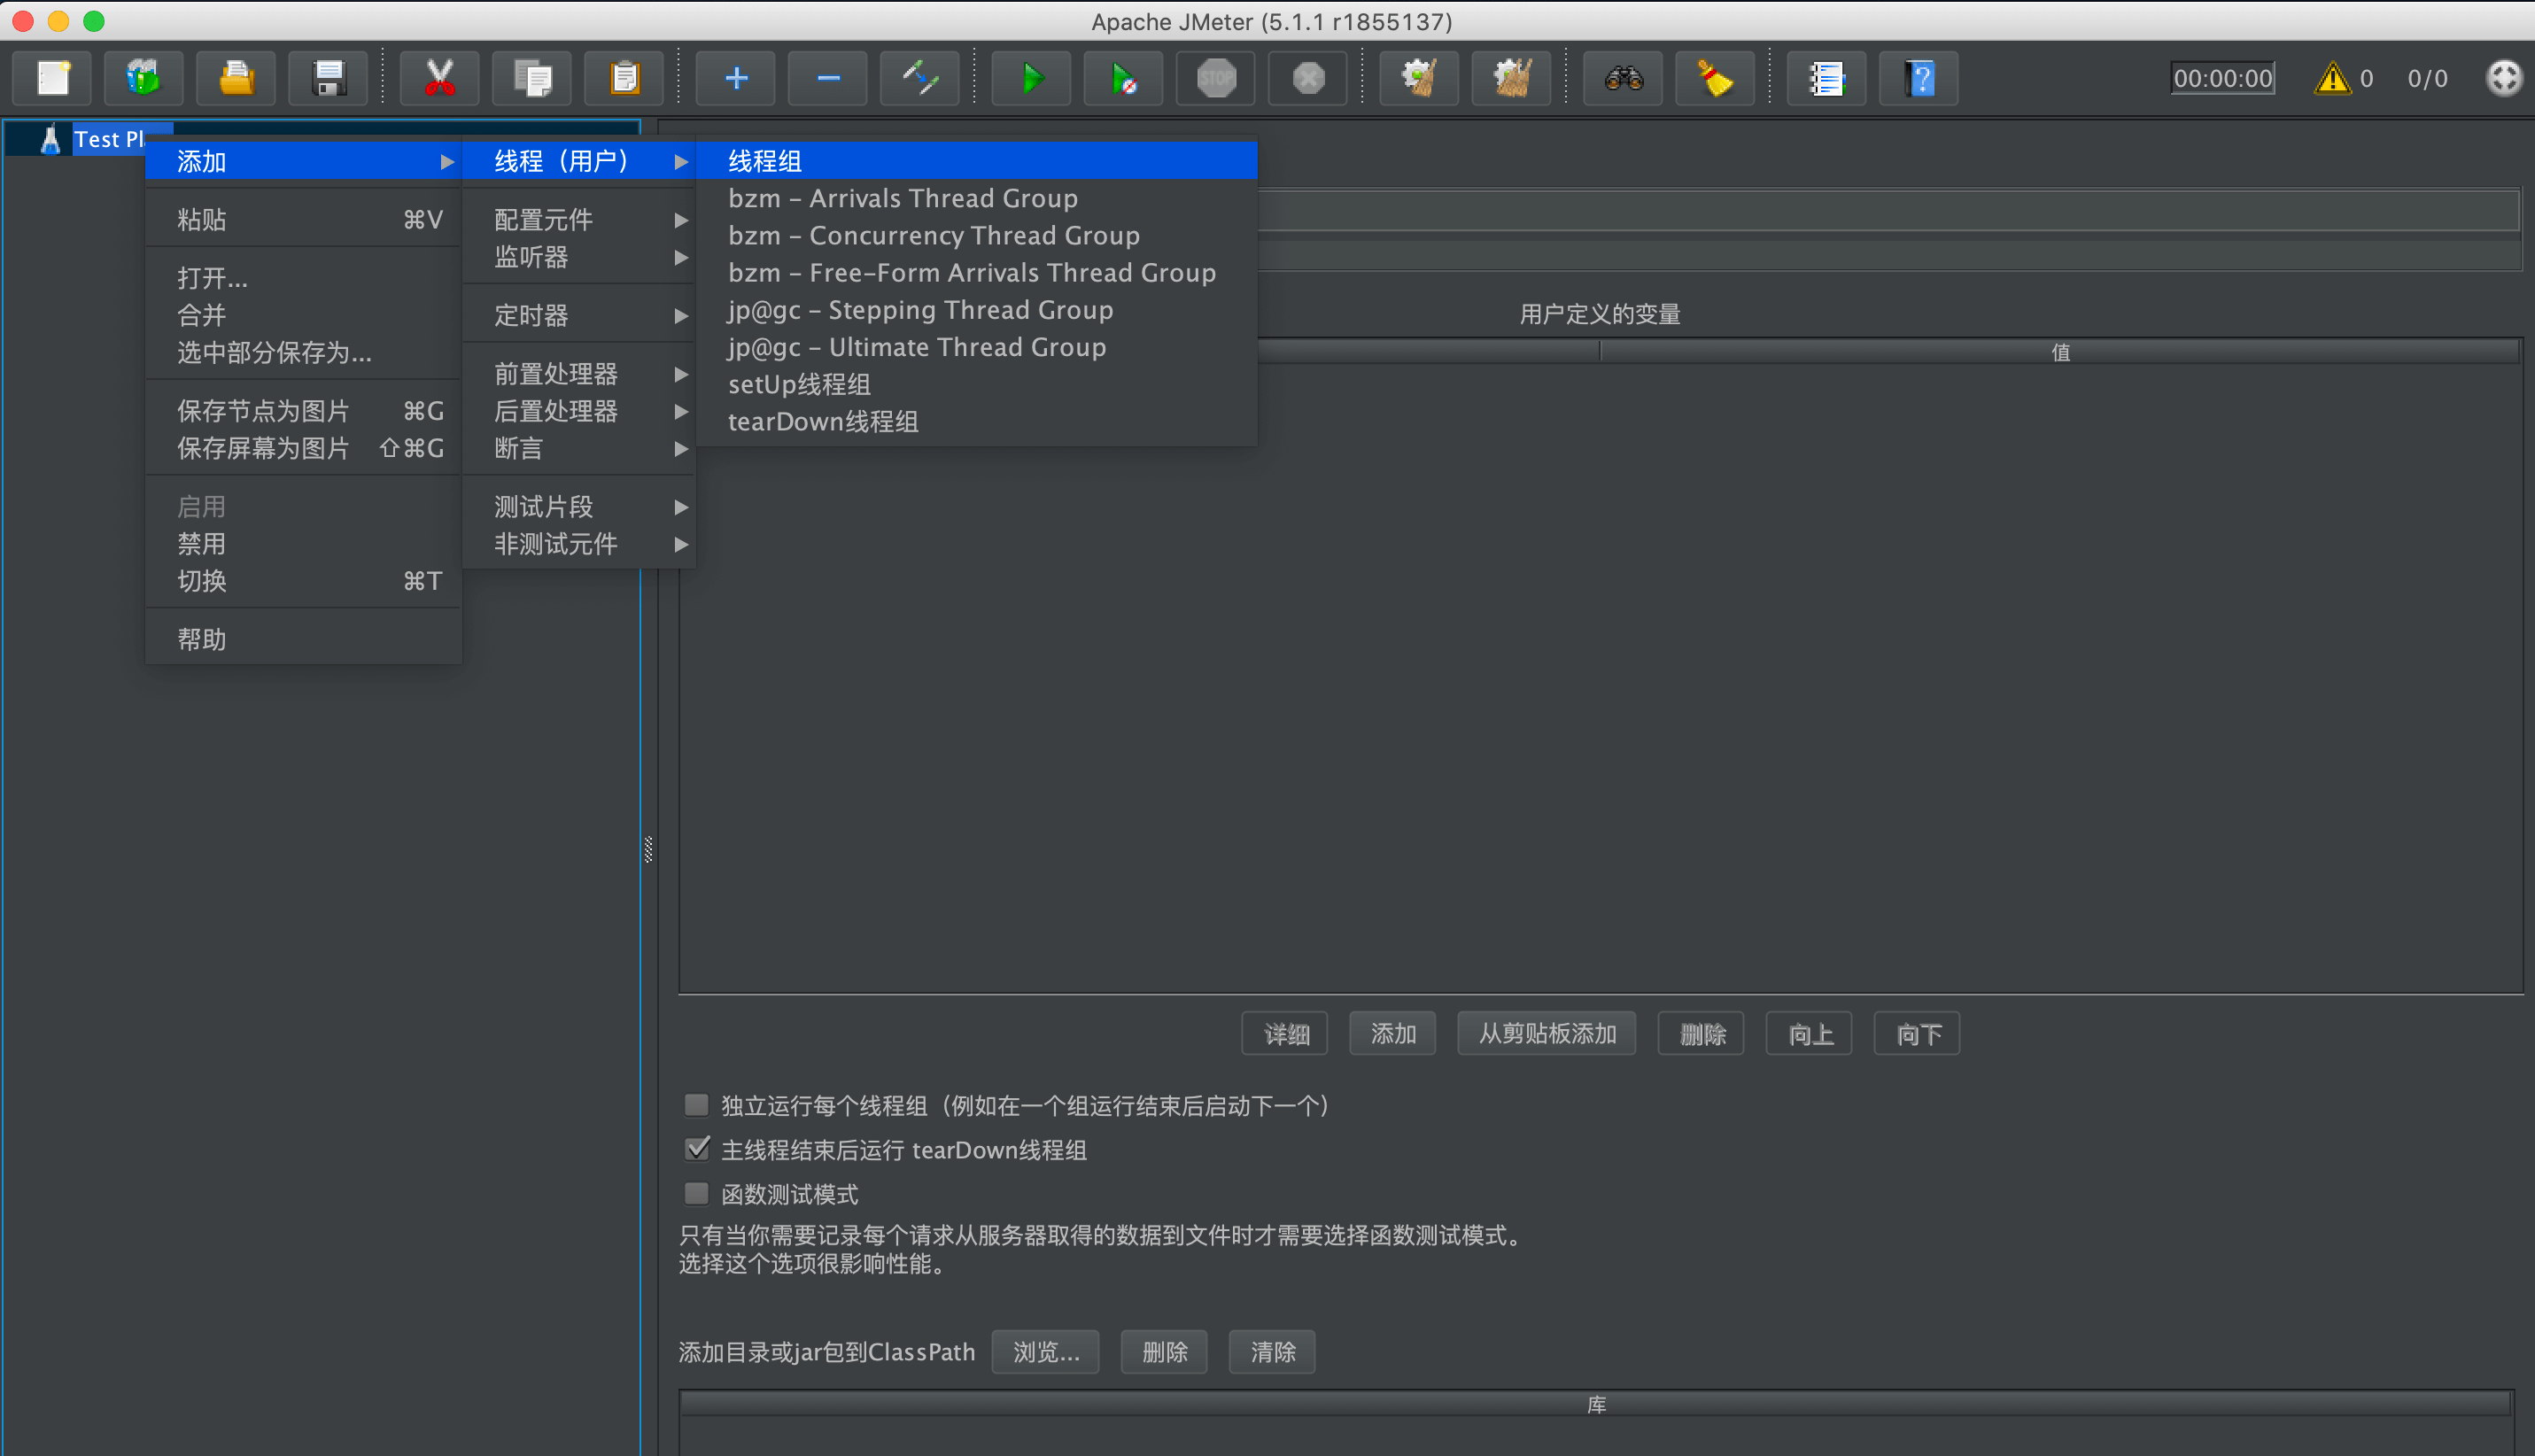 Apache JMeter (5.1.1 r1855137)
STOP
00:00:00
0
0/0
Test Pl
添加
粘贴 ⌘V
打开...
合并
选中部分保存为...
保存节点为图片 ⌘G
保存屏幕为图片 ⇧⌘G
启用
禁用
切换 ⌘T
帮助
线程（用户）
配置元件
监听器
定时器
前置处理器
后置处理器
断言
测试片段
非测试元件
线程组
bzm - Arrivals Thread Group
bzm - Concurrency Thread Group
bzm - Free-Form Arrivals Thread Group
jp@gc - Stepping Thread Group
jp@gc - Ultimate Thread Group
setUp线程组
tearDown线程组
用户定义的变量
值
详细 添加 从剪贴板添加 删除 向上 向下
独立运行每个线程组（例如在一个组运行结束后启动下一个）
主线程结束后运行 tearDown线程组
函数测试模式
只有当你需要记录每个请求从服务器取得的数据到文件时才需要选择函数测试模式。
选择这个选项很影响性能。
添加目录或jar包到ClassPath 浏览... 删除 清除
库